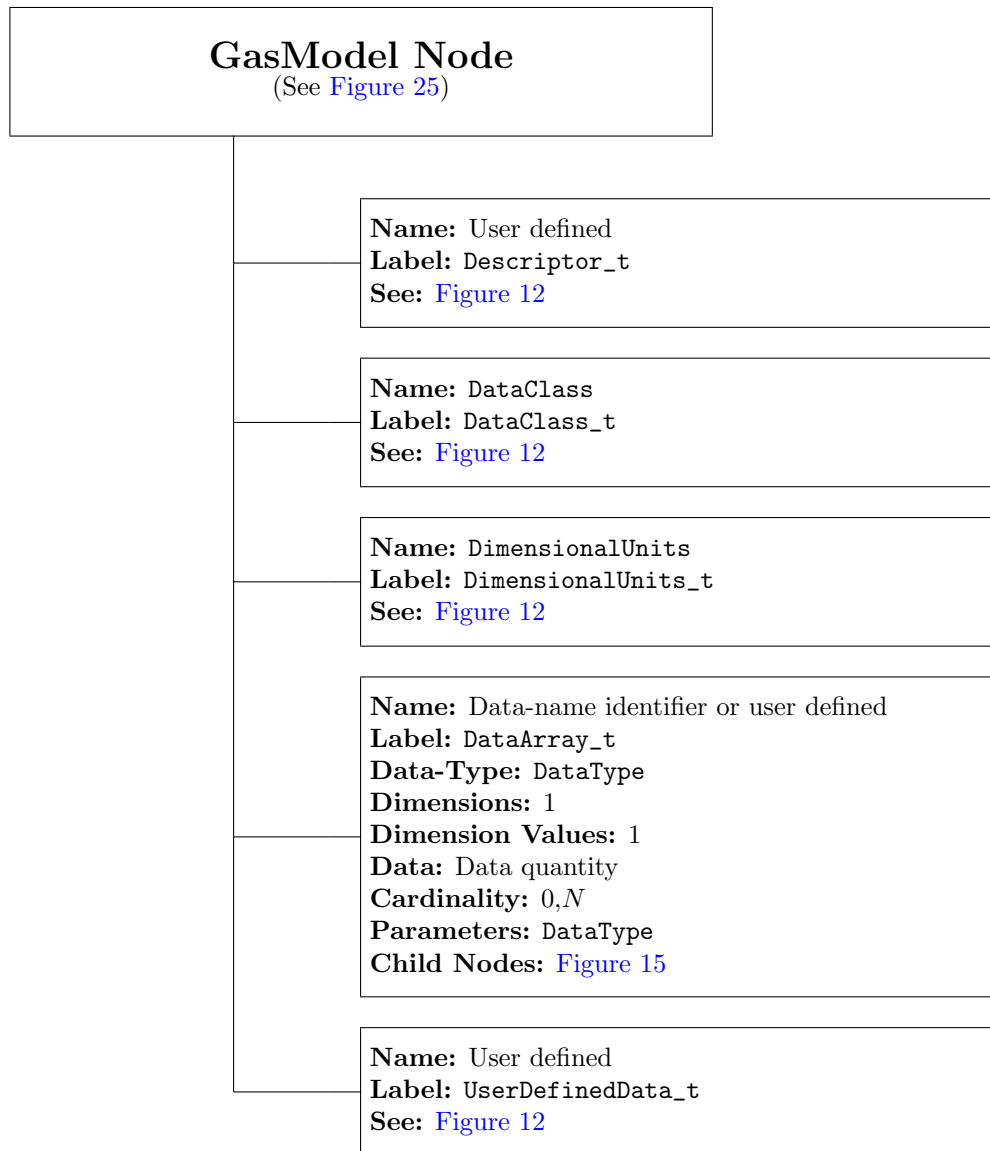 GasModel Node
(See Figure 25)
Name: User defined
Label: Descriptor_t
See: Figure 12
Name: DataClass
Label: DataClass_t
See: Figure 12
Name: DimensionalUnits
Label: DimensionalUnits_t
See: Figure 12
Name: Data-name identifier or user defined
Label: DataArray_t
Data-Type: DataType
Dimensions: 1
Dimension Values: 1
Data: Data quantity
Cardinality: 0,N
Parameters: DataType
Child Nodes: Figure 15
Name: User defined
Label: UserDefinedData_t
See: Figure 12